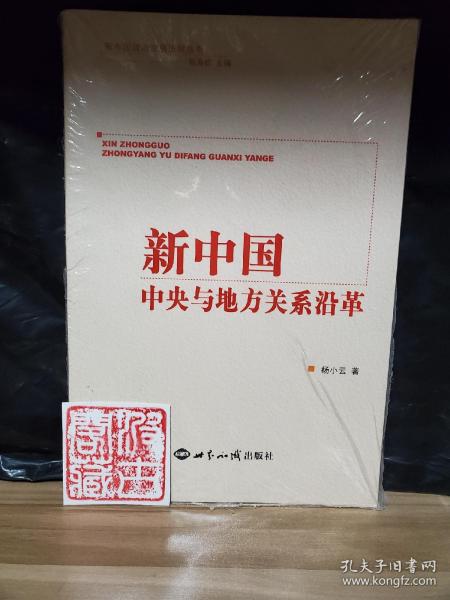 XIN ZHONGGUO
ZHONGYANG YU DIFANG GUANXI YANGE
新中国
中央与地方关系沿革
杨小云 著
世界知识出版社
孔夫子旧书网
www.kongfz.com